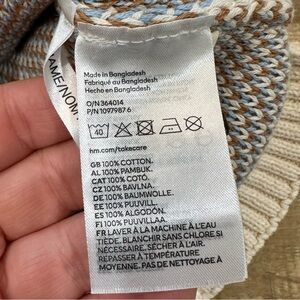 NAME/NOM
Made in Bangladesh
Fabriqué au Bangladesh
Hecho en Bangladesh
O/N 364014
P/N 1097987.6
40
hm.com/takecare
GB 100% COTTON.
AL 100% PAMBUK.
CAT 100% COTÓ.
CZ 100% BAVLNA.
DE 100% BAUMWOLLE.
EE 100% PUUVILL.
ES 100% ALGODÓN.
FI 100% PUUVILLAA.
FR LAVER À LA MACHINE À L'EAU
TIÈDE. BLANCHIR SANS CHLORE SI
NÉCESSAIRE. SÉCHER À L'AIR.
REPASSER À TEMPÉRATURE
MOYENNE. PAS DE NETTOYAGE À